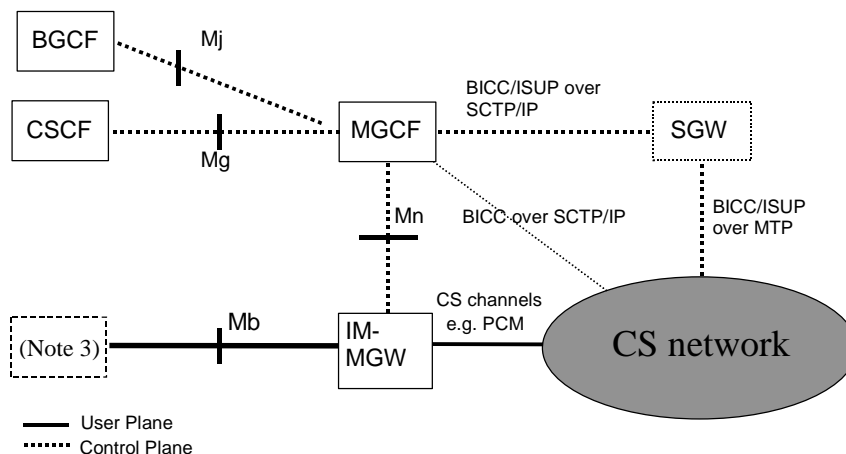 BGCF
Mj
BICC/ISUP over
SCTP/IP
CSCF
Mg
MGCF
SGW
Mn
BICC over SCTP/IP
BICC/ISUP
over MTP
CS channels
e.g. PCM
(Note 3)
Mb
IM-
MGW
CS network
User Plane
Control Plane